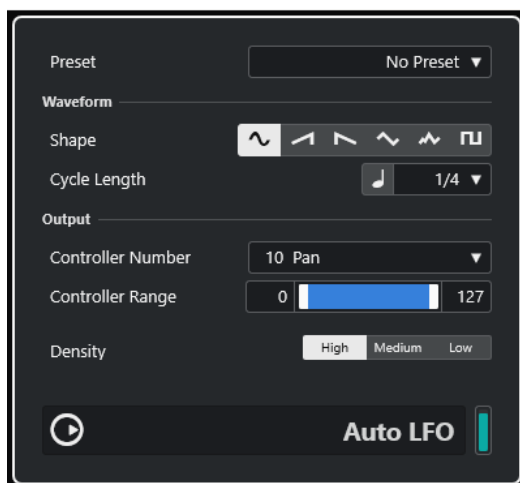 Preset No Preset
Waveform
Shape
Cycle Length 1/4
Output
Controller Number 10 Pan
Controller Range 0 127
Density High Medium Low
Auto LFO